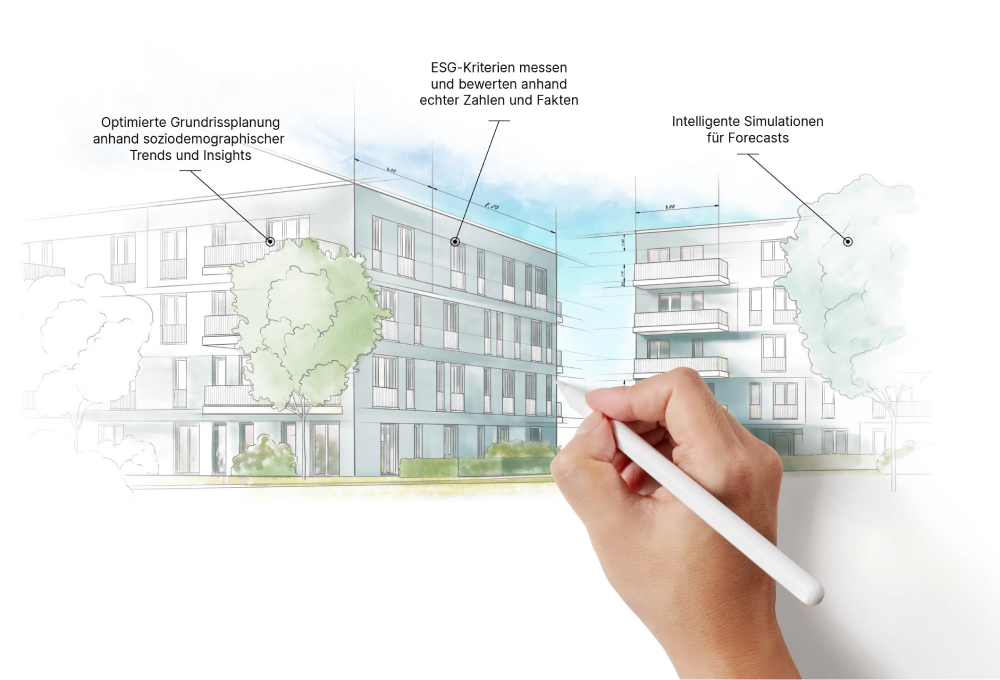 ESG-Kriterien messen
und bewerten anhand
echter Zahlen und Fakten
Optimierte Grundrissplanung
anhand soziodemographischer
Trends und Insights
Intelligente Simulationen
für Forecasts